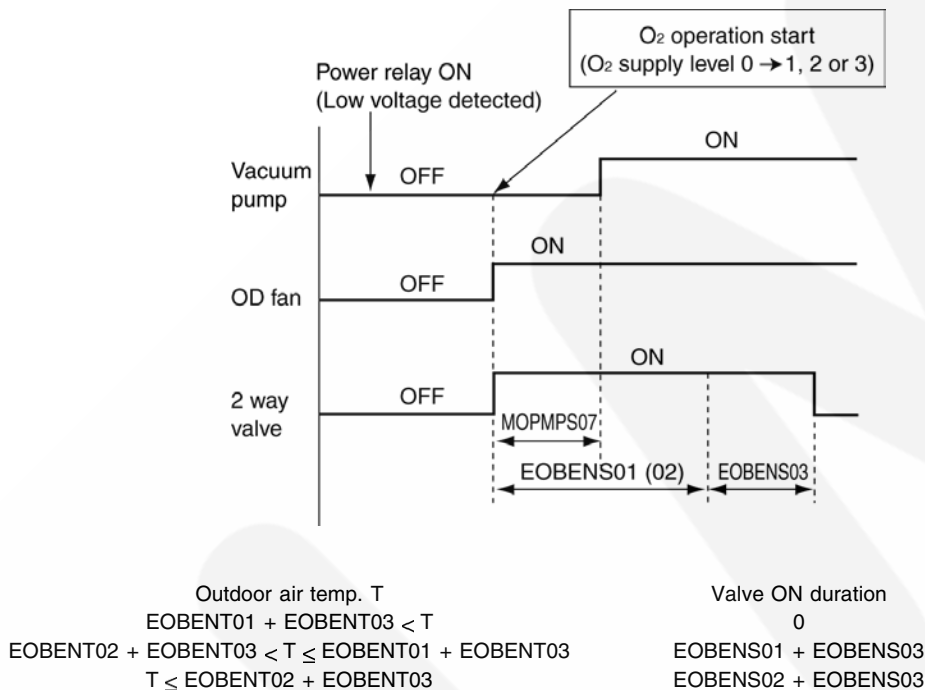 O₂ operation start
(O₂ supply level 0 → 1, 2 or 3)
Power relay ON
(Low voltage detected)
Vacuum
pump
OFF
ON
OD fan
OFF
ON
2 way
valve
OFF
ON
MOPMPS07
EOBENS01 (02)
EOBENS03
Outdoor air temp. T
Valve ON duration
EOBENT01 + EOBENT03 < T
0
EOBENT02 + EOBENT03 < T ≤ EOBENT01 + EOBENT03
EOBENS01 + EOBENS03
T ≤ EOBENT02 + EOBENT03
EOBENS02 + EOBENS03